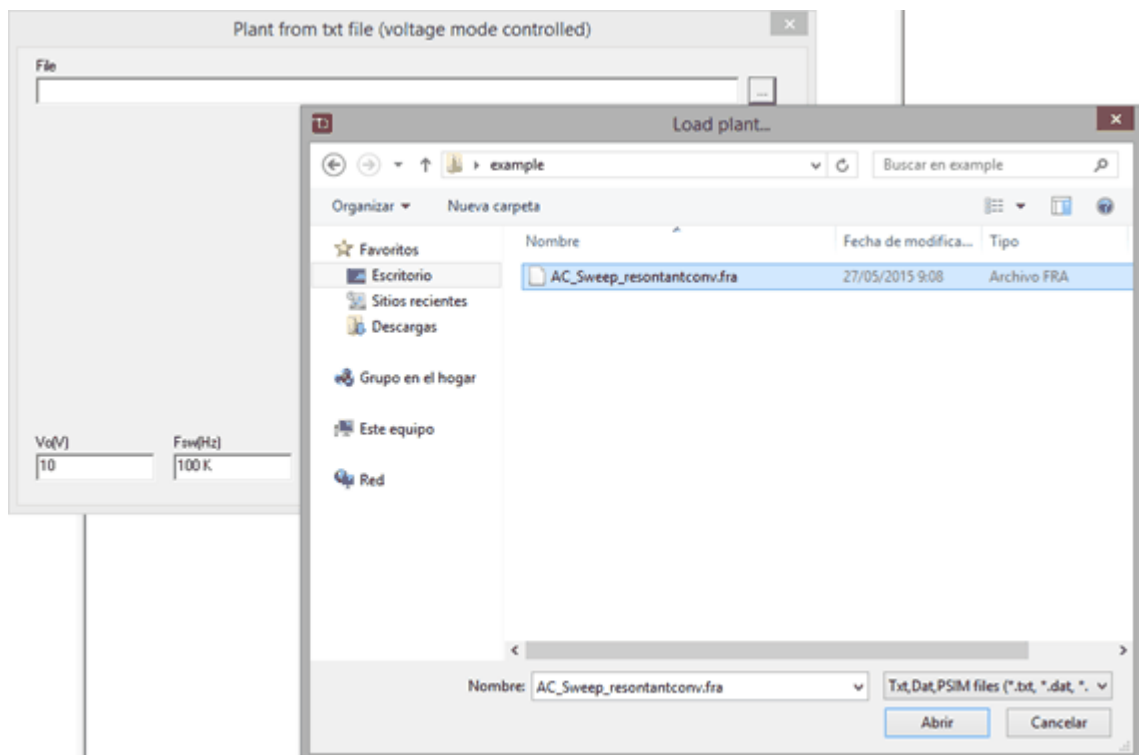 Plant from txt file (voltage mode controlled)
File
...
Load plant...
example
Buscar en example
Organizar
Nueva carpeta
Favoritos
Escritorio
Sitios recientes
Descargas
Grupo en el hogar
Este equipo
Red
Nombre
Fecha de modifica...
Tipo
AC_Sweep_resontantconv.fra
27/05/2015 9:08
Archivo FRA
Vo(V)
Fsw(Hz)
10
100 K
Nombre: AC_Sweep_resontantconv.fra
Txt,Dat,PSIM files (*.txt, *.dat, *.
Abrir
Cancelar